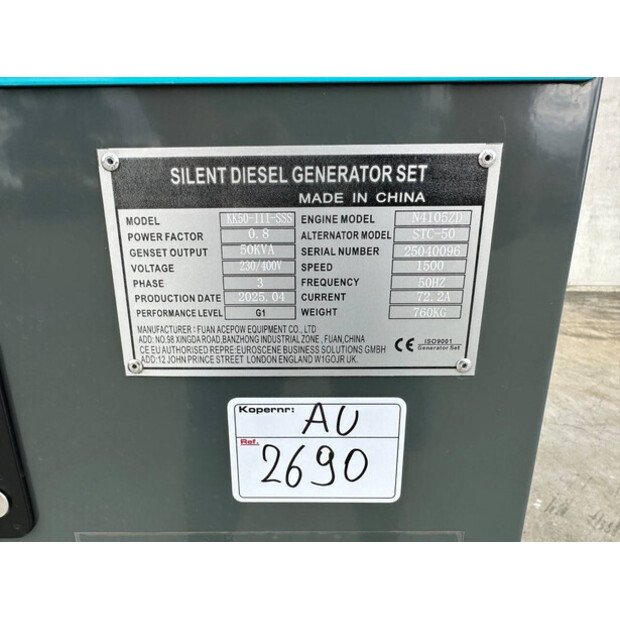 SILENT DIESEL GENERATOR SET
MADE IN CHINA
MODEL KK50-III-SSS ENGINE MODEL N4105ZD
POWER FACTOR 0.8 ALTERNATOR MODEL STC-50
GENSET OUTPUT 50KVA SERIAL NUMBER 25040096
VOLTAGE 230/400V SPEED 1500
PHASE 3 FREQUENCY 50HZ
PRODUCTION DATE 2025.04 CURRENT 72.2A
PERFORMANCE LEVEL G1 WEIGHT 760KG
MANUFACTURER : FUAN ACEPOW EQUIPMENT CO., LTD
ADD: NO.98 XINGDA ROAD,BANZHONG INDUSTRIAL ZONE , FUAN,CHINA
CE EU AUTHORISED REPRE:EUROSCENE BUSINESS SOLUTIONS GMBH
ADD:12 JOHN PRINCE STREET LONDON ENGLAND W1GOJR UK.
CE ISO9001
Generator Set
Kopernr: AU
Ref. 2690